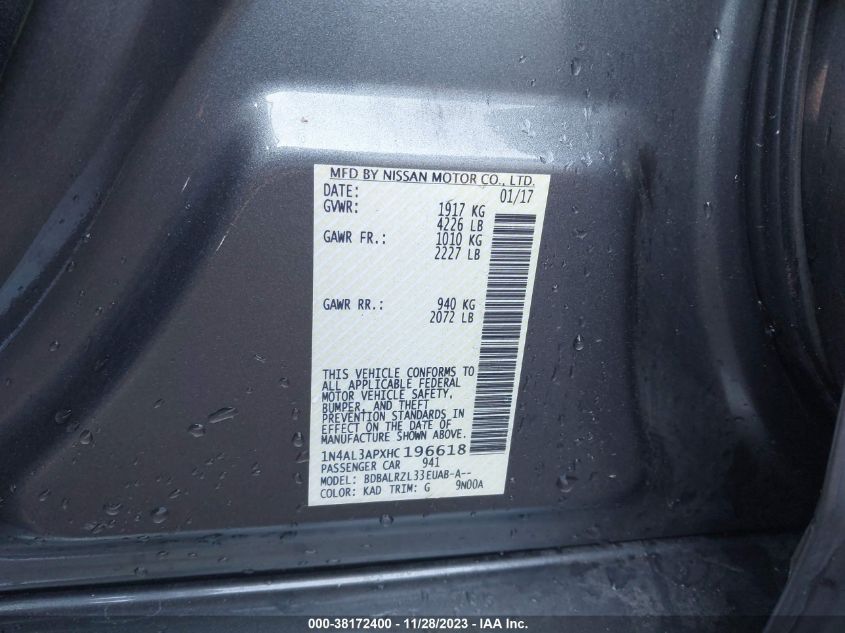 MFD BY NISSAN MOTOR CO., LTD.
DATE: 01/17
GVWR: 1917 KG
4226 LB
GAWR FR.: 1010 KG
2227 LB
GAWR RR.: 940 KG
2072 LB
THIS VEHICLE CONFORMS TO
ALL APPLICABLE FEDERAL
MOTOR VEHICLE SAFETY,
BUMPER, AND THEFT
PREVENTION STANDARDS IN
EFFECT ON THE DATE OF
MANUFACTURE SHOWN ABOVE.
1N4AL3APXHC196618
PASSENGER CAR 941
MODEL: BDBALRZL33EUAB-A--
COLOR: KAD TRIM: G 9N00A
000-38172400 - 11/28/2023 - IAA Inc.